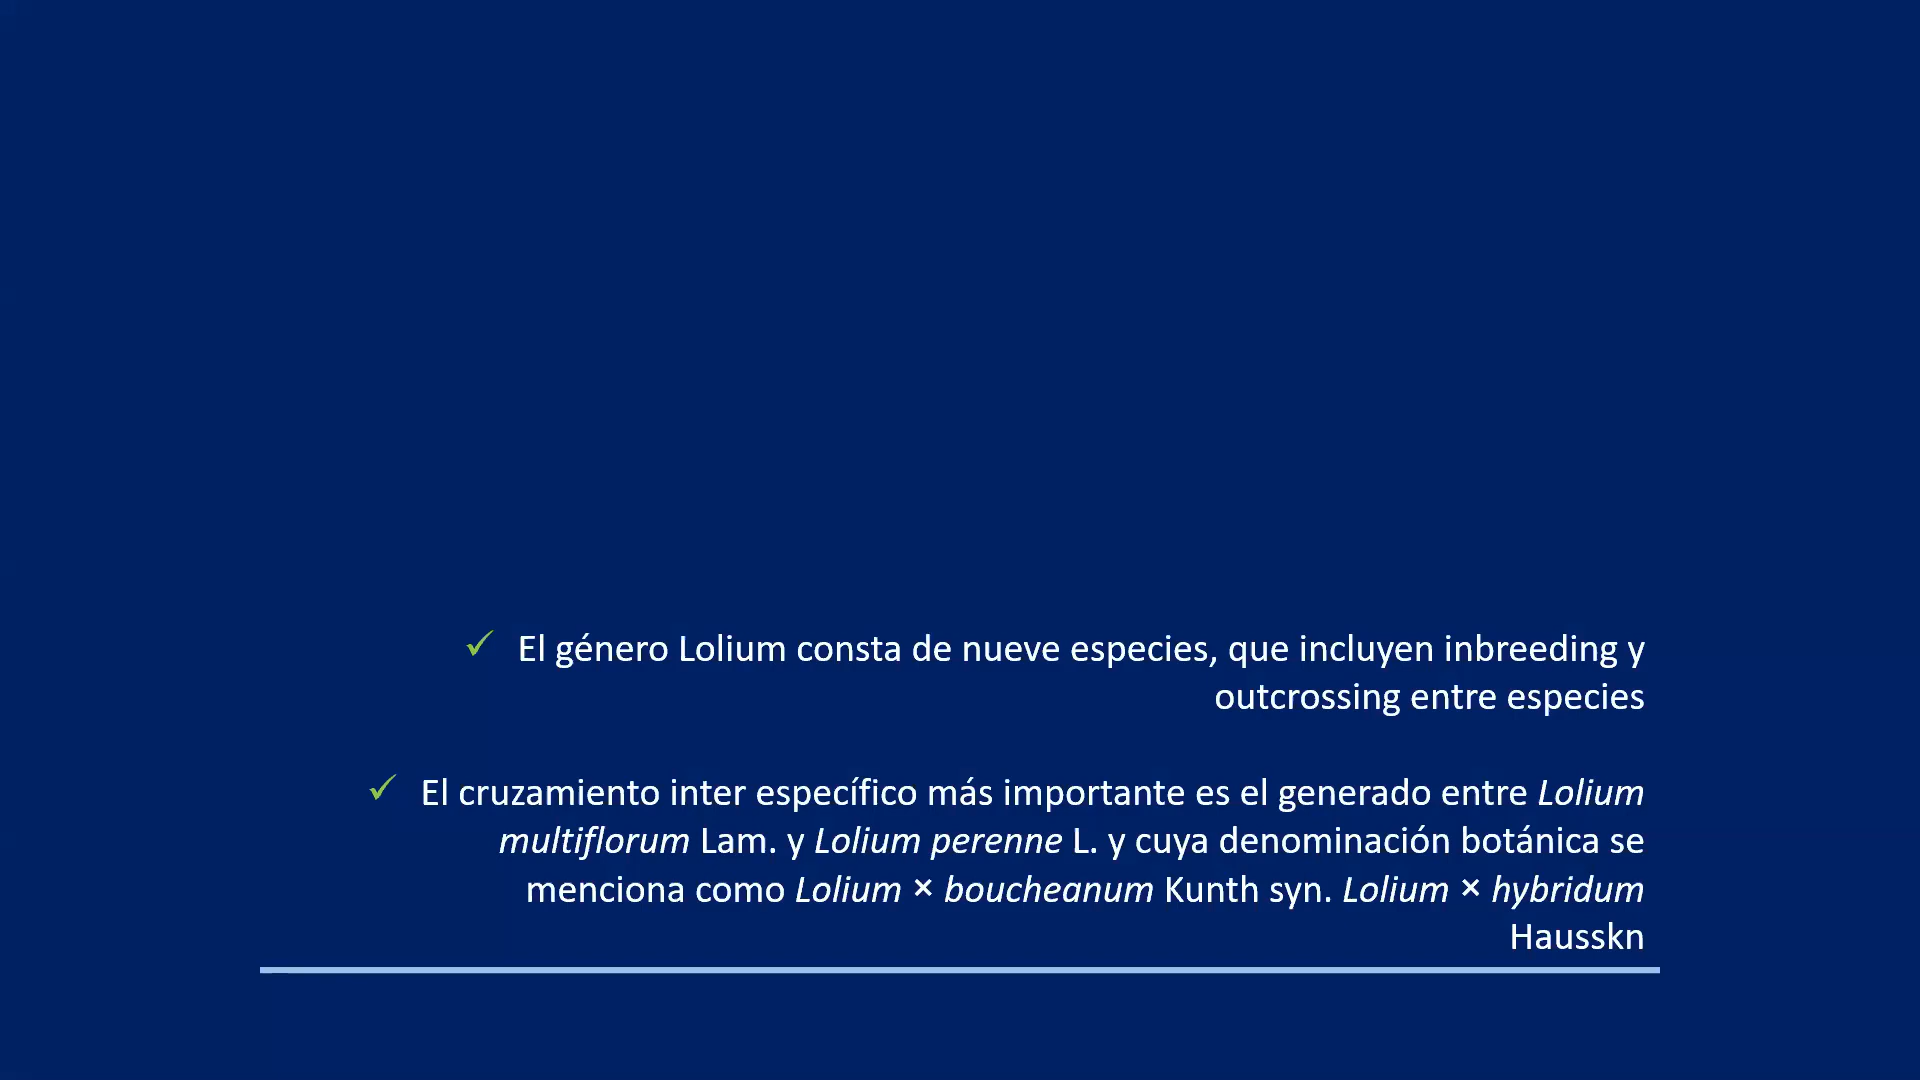 ✓ El género Lolium consta de nueve especies, que incluyen inbreeding y
outcrossing entre especies
✓ El cruzamiento inter específico más importante es el generado entre Lolium
multiflorum Lam. y Lolium perenne L. y cuya denominación botánica se
menciona como Lolium × boucheanum Kunth syn. Lolium × hybridum
Hausskn